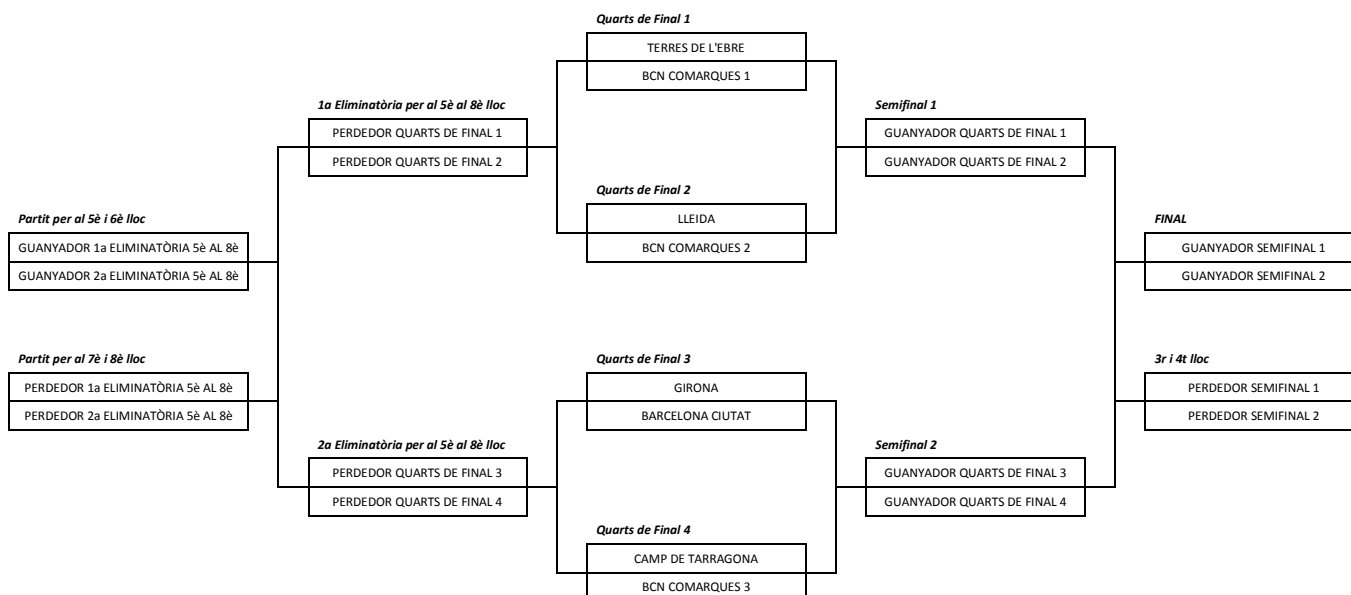 Quarts de Final 1
TERRES DE L'EBRE
BCN COMARQUES 1
1a Eliminatòria per al 5è al 8è lloc
PERDEDOR QUARTS DE FINAL 1
PERDEDOR QUARTS DE FINAL 2
Semifinal 1
GUANYADOR QUARTS DE FINAL 1
GUANYADOR QUARTS DE FINAL 2
Quarts de Final 2
LLEIDA
BCN COMARQUES 2
Partit per al 5è i 6è lloc
GUANYADOR 1a ELIMINATÒRIA 5è AL 8è
GUANYADOR 2a ELIMINATÒRIA 5è AL 8è
FINAL
GUANYADOR SEMIFINAL 1
GUANYADOR SEMIFINAL 2
Partit per al 7è i 8è lloc
PERDEDOR 1a ELIMINATÒRIA 5è AL 8è
PERDEDOR 2a ELIMINATÒRIA 5è AL 8è
Quarts de Final 3
GIRONA
BARCELONA CIUTAT
3r i 4t lloc
PERDEDOR SEMIFINAL 1
PERDEDOR SEMIFINAL 2
2a Eliminatòria per al 5è al 8è lloc
PERDEDOR QUARTS DE FINAL 3
PERDEDOR QUARTS DE FINAL 4
Semifinal 2
GUANYADOR QUARTS DE FINAL 3
GUANYADOR QUARTS DE FINAL 4
Quarts de Final 4
CAMP DE TARRAGONA
BCN COMARQUES 3